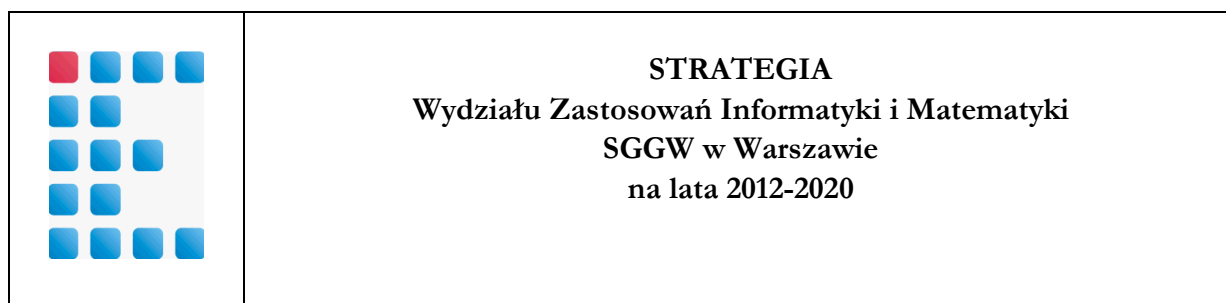 STRATEGIA
Wydziału Zastosowań Informatyki i Matematyki
SGGW w Warszawie
na lata 2012-2020